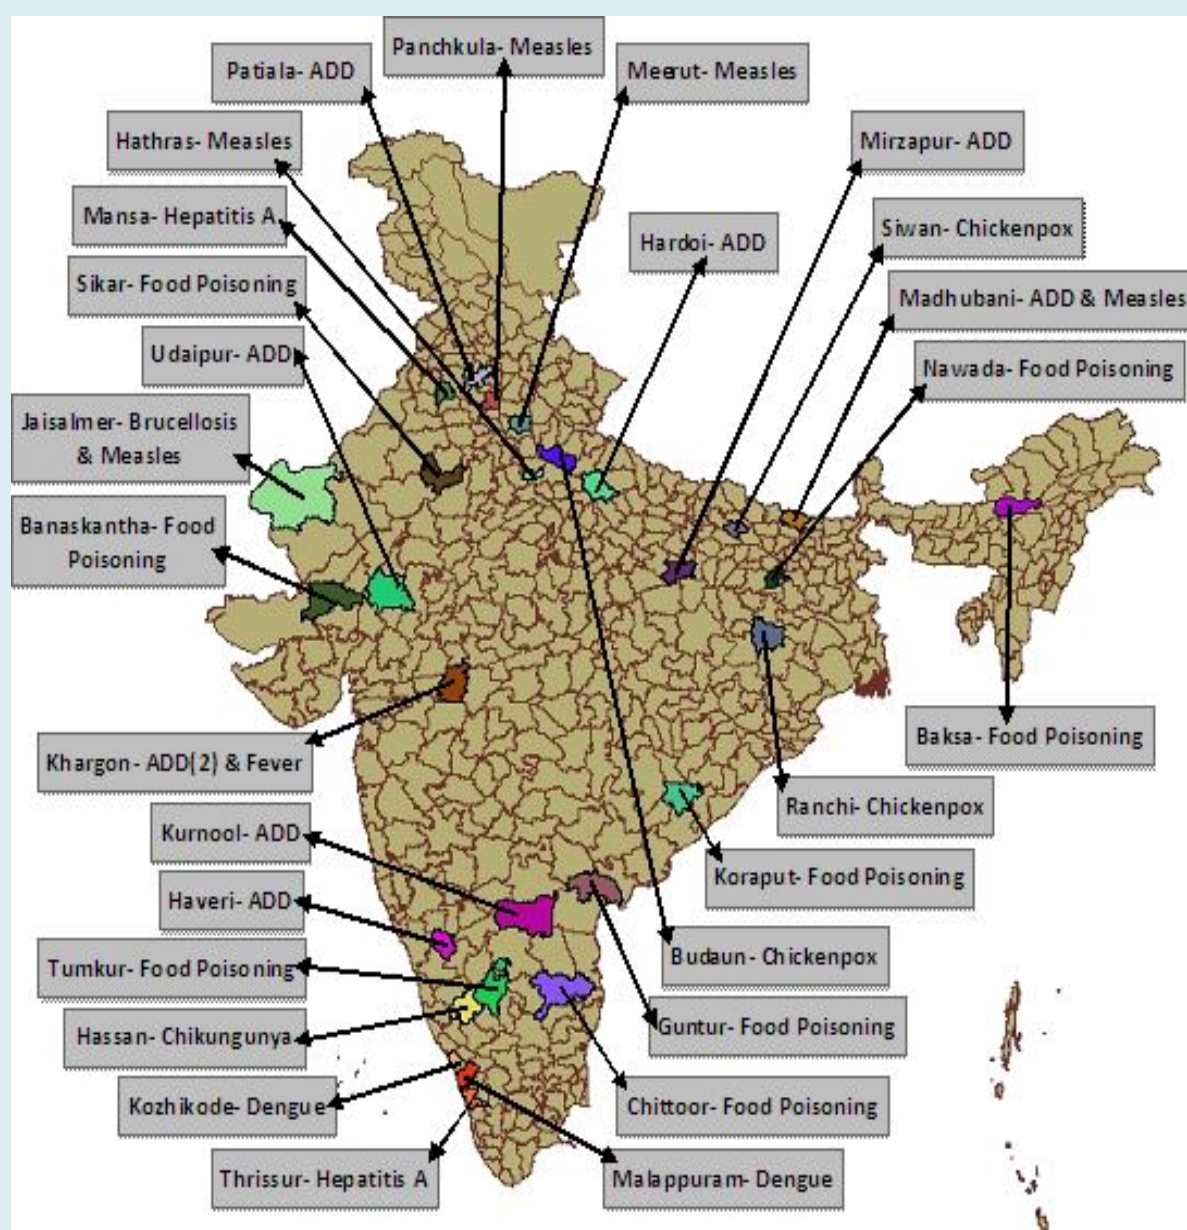 Panchkula- Measles
Patiala- ADD
Meerut- Measles
Hathras- Measles
Mirzapur- ADD
Mansa- Hepatitis A
Hardoi- ADD
Siwan- Chickenpox
Sikar- Food Poisoning
Madhubani- ADD & Measles
Udaipur- ADD
Nawada- Food Poisoning
Jaisalmer- Brucellosis
& Measles
Banaskantha- Food
Poisoning
Baksa- Food Poisoning
Khargon- ADD(2) & Fever
Ranchi- Chickenpox
Kurnool- ADD
Koraput- Food Poisoning
Haveri- ADD
Budaun- Chickenpox
Tumkur- Food Poisoning
Guntur- Food Poisoning
Hassan- Chikungunya
Kozhikode- Dengue
Chittoor- Food Poisoning
Thrissur- Hepatitis A
Malappuram- Dengue